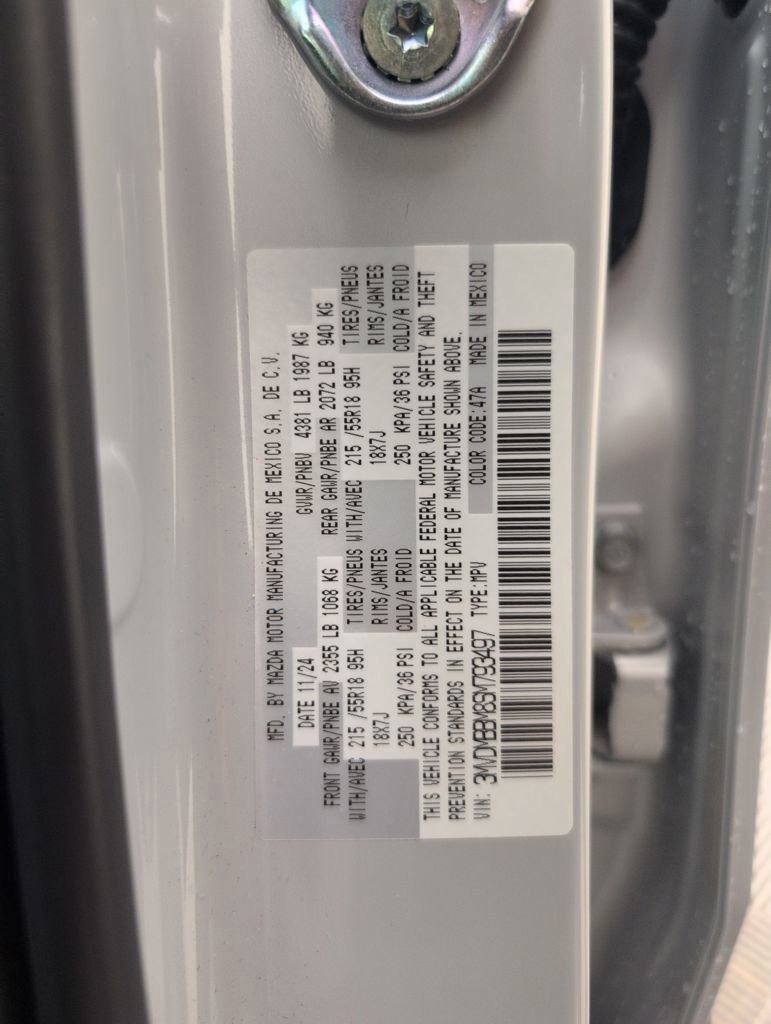 MFD. BY MAZDA MOTOR MANUFACTURING DE MEXICO S.A. DE C.V.
DATE 11/24 GVWR/PNBV 4381 LB 1987 KG
FRONT GAWR/PNBE AV 2355 LB 1068 KG REAR GAWR/PNBE AR 2072 LB 940 KG
WITH/AVEC 215 /55R18 95H TIRES/PNEUS WITH/AVEC 215 /55R18 95H TIRES/PNEUS
18X7J RIMS/JANTES 18X7J RIMS/JANTES
250 KPA/36 PSI COLD/A FROID 250 KPA/36 PSI COLD/A FROID
THIS VEHICLE CONFORMS TO ALL APPLICABLE FEDERAL MOTOR VEHICLE SAFETY AND THEFT
PREVENTION STANDARDS IN EFFECT ON THE DATE OF MANUFACTURE SHOWN ABOVE.
VIN: 3MVDMBBM8SM793497 TYPE:MPV COLOR CODE:47A MADE IN MEXICO